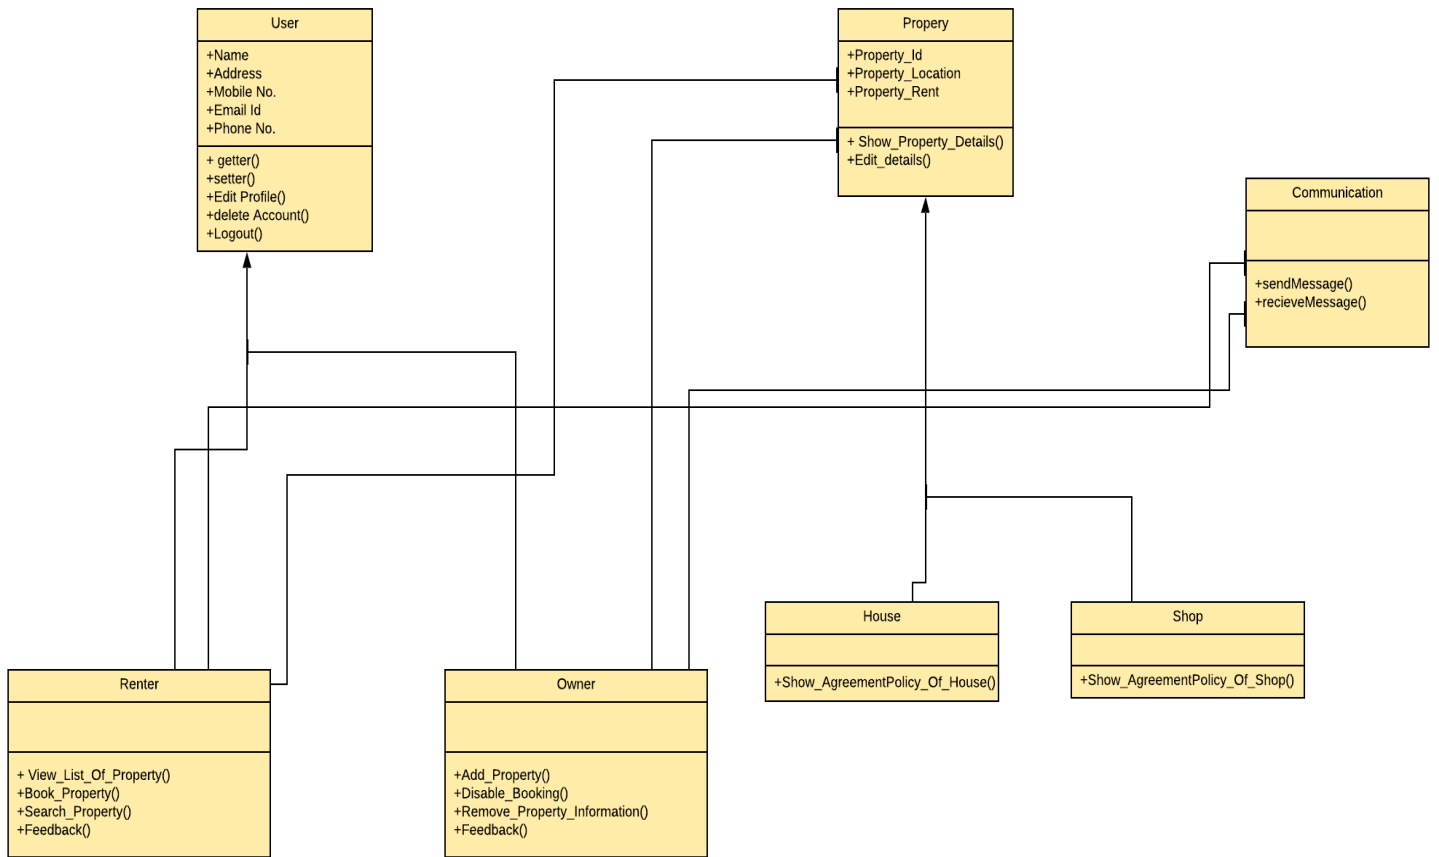 User
+Name
+Address
+Mobile No.
+Email Id
+Phone No.
+ getter()
+setter()
+Edit Profile()
+delete Account()
+Logout()
Propery
+Property_Id
+Property_Location
+Property_Rent
+ Show_Property_Details()
+Edit_details()
Communication
+sendMessage()
+recieveMessage()
Renter
+ View_List_Of_Property()
+Book_Property()
+Search_Property()
+Feedback()
Owner
+Add_Property()
+Disable_Booking()
+Remove_Property_Information()
+Feedback()
House
+Show_AgreementPolicy_Of_House()
Shop
+Show_AgreementPolicy_Of_Shop()